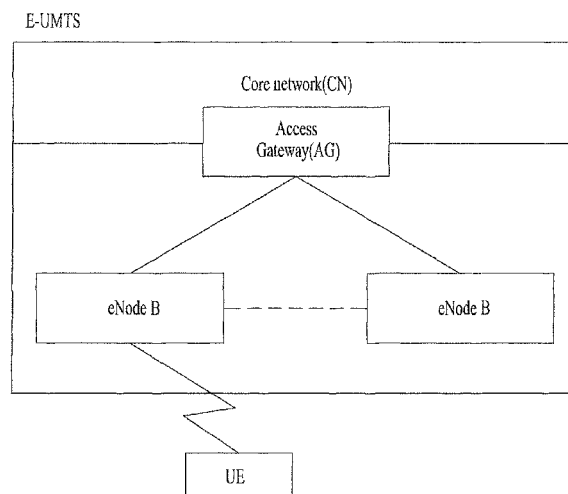 E-UMTS
Core network(CN)
Access
Gateway(AG)
eNode B
eNode B
UE